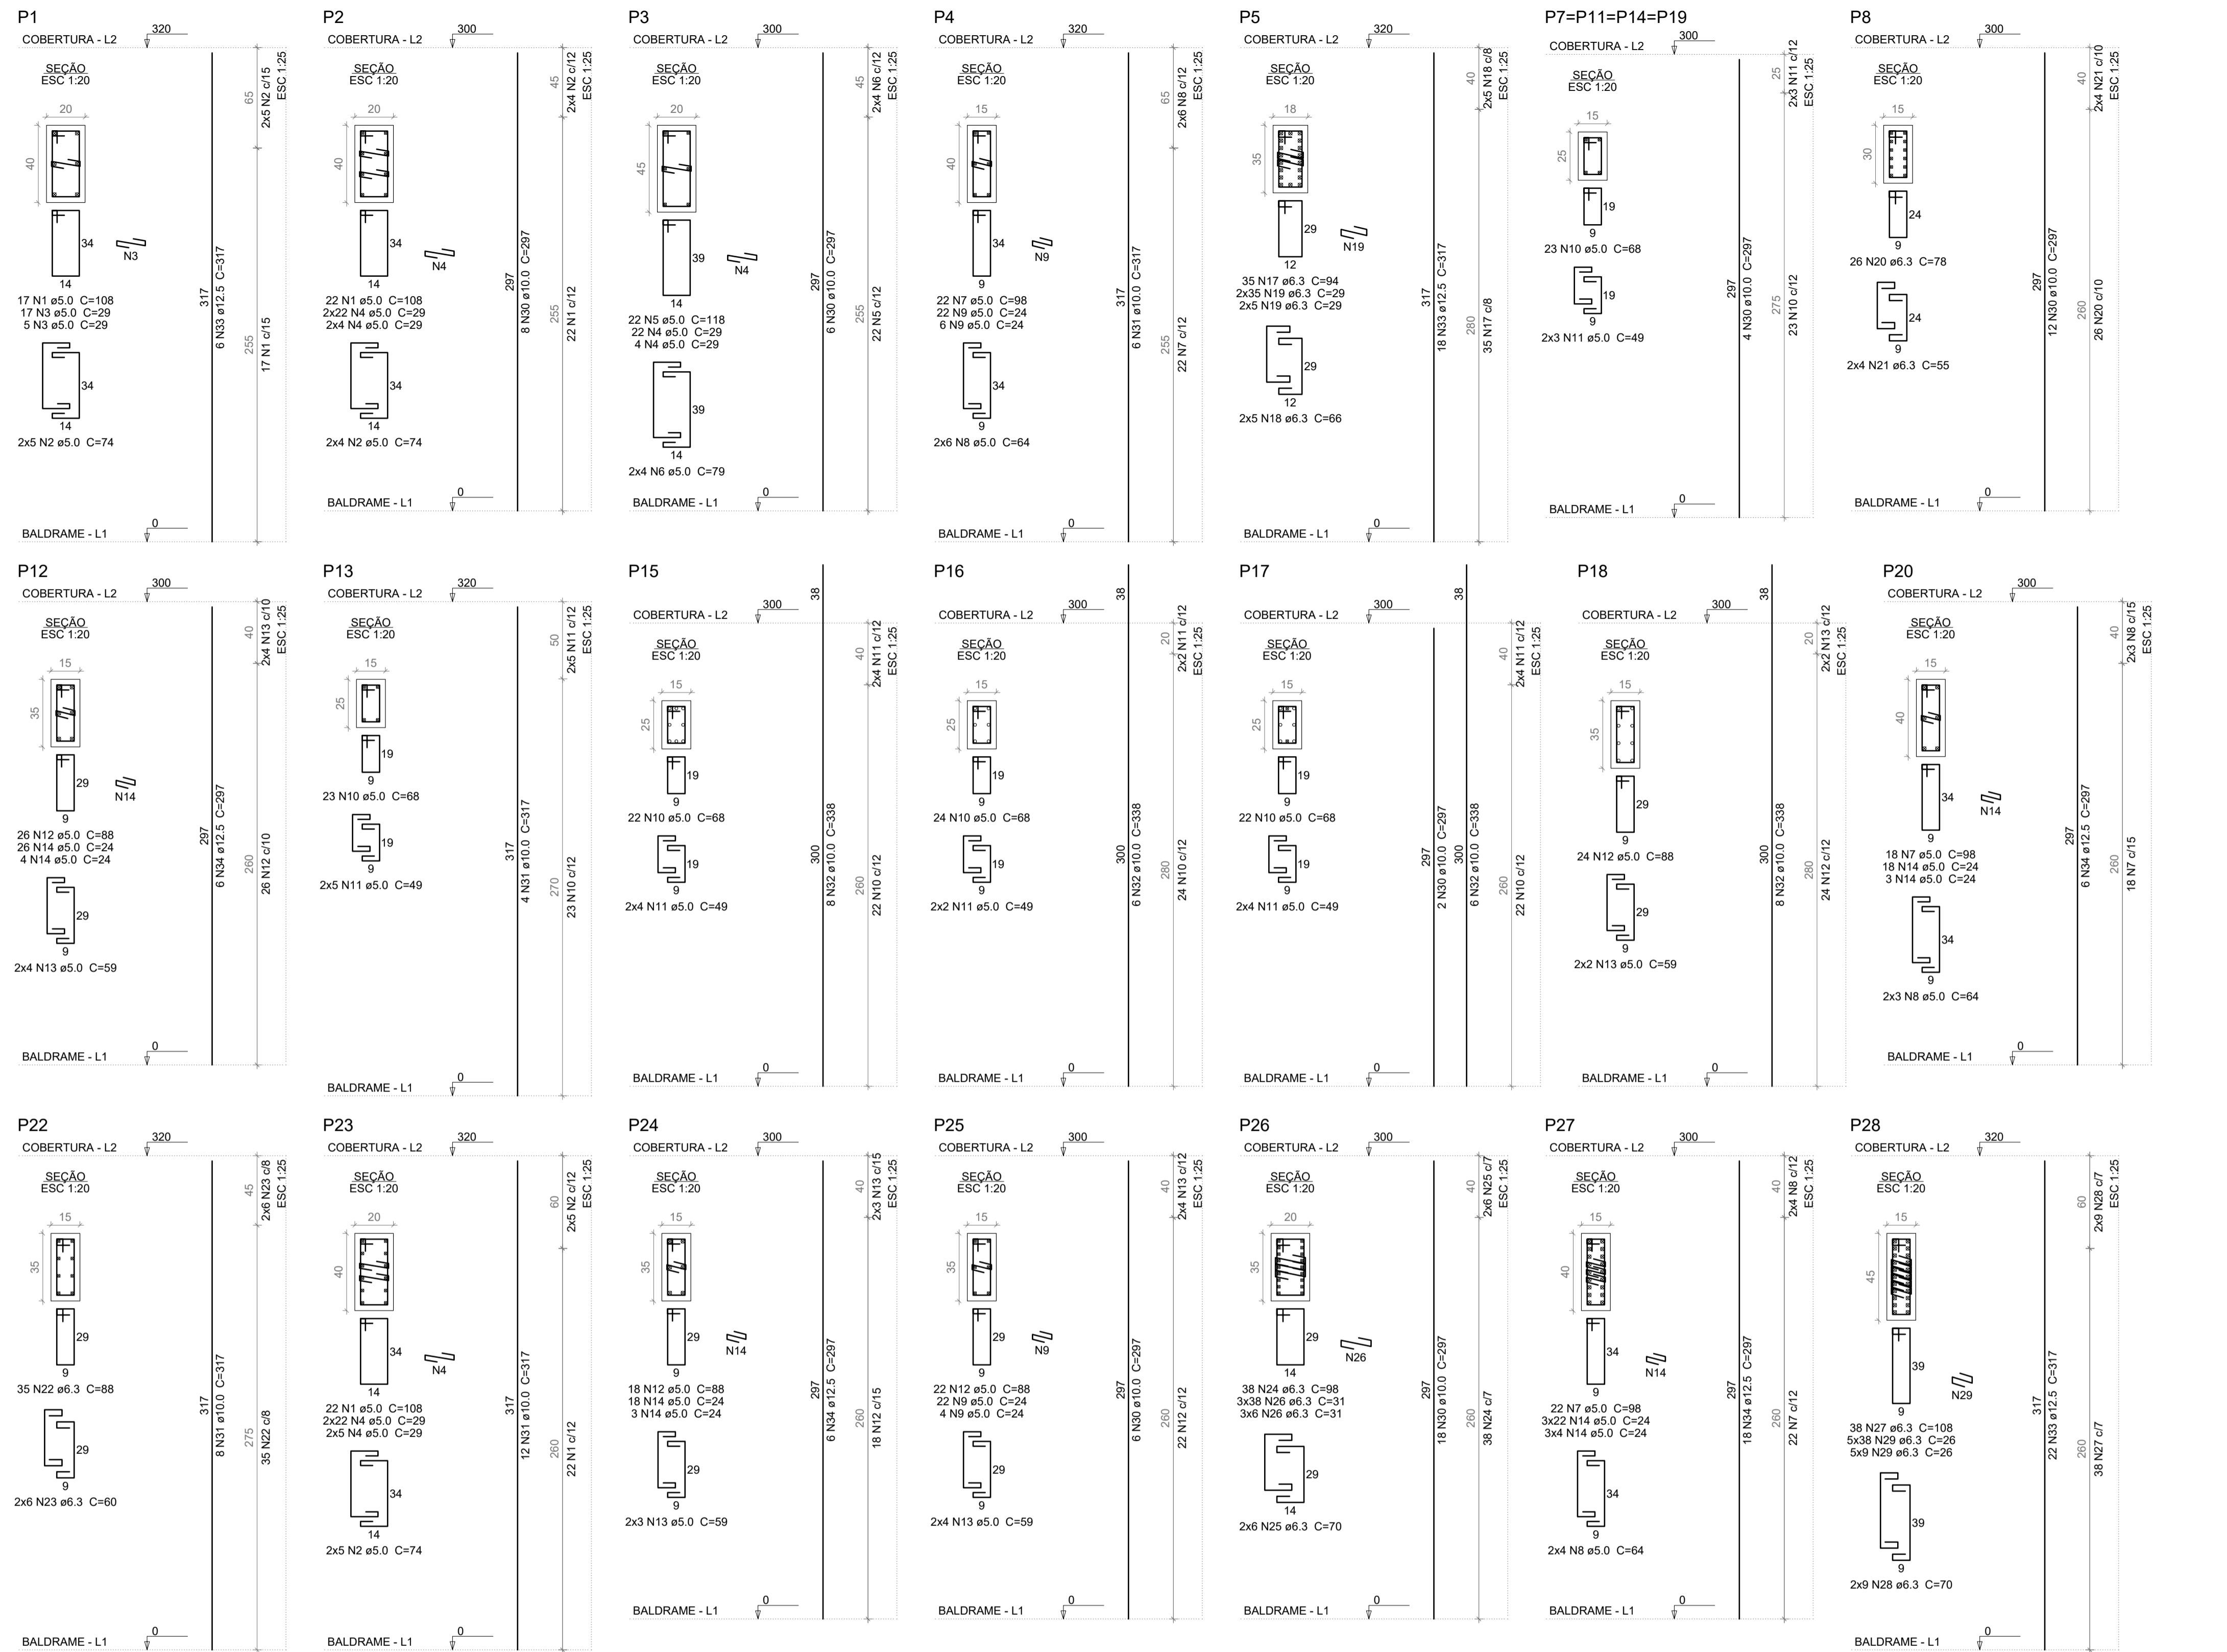 P1
COBERTURA - L2
320
SEÇÃO
ESC 1:20
20
40
34
14
N3
17 N1 ø5.0 C=108
17 N3 ø5.0 C=29
5 N3 ø5.0 C=29
34
14
2x5 N2 ø5.0 C=74
BALDRAME - L1
0
317
6 N33 ø12.5 C=317
65
2x5 N2 c/15
ESC 1:25
255
17 N1 c/15
P2
COBERTURA - L2
300
SEÇÃO
ESC 1:20
20
40
34
14
N4
22 N1 ø5.0 C=108
2x22 N4 ø5.0 C=29
2x4 N4 ø5.0 C=29
34
14
2x4 N2 ø5.0 C=74
BALDRAME - L1
0
297
8 N30 ø10.0 C=297
45
2x4 N2 c/12
ESC 1:25
255
22 N1 c/12
P3
COBERTURA - L2
300
SEÇÃO
ESC 1:20
20
45
39
14
N4
22 N5 ø5.0 C=118
22 N4 ø5.0 C=29
4 N4 ø5.0 C=29
39
14
2x4 N6 ø5.0 C=79
BALDRAME - L1
0
297
6 N30 ø10.0 C=297
45
2x4 N6 c/12
ESC 1:25
255
22 N5 c/12
P4
COBERTURA - L2
320
SEÇÃO
ESC 1:20
15
40
34
9
N9
22 N7 ø5.0 C=98
22 N9 ø5.0 C=24
6 N9 ø5.0 C=24
34
9
2x6 N8 ø5.0 C=64
BALDRAME - L1
0
317
6 N31 ø10.0 C=317
65
2x6 N8 c/12
ESC 1:25
255
22 N7 c/12
P5
COBERTURA - L2
320
SEÇÃO
ESC 1:20
18
35
29
12
N19
35 N17 ø6.3 C=94
2x35 N19 ø6.3 C=29
2x5 N19 ø6.3 C=29
29
12
2x5 N18 ø6.3 C=66
BALDRAME - L1
0
317
18 N33 ø12.5 C=317
40
2x5 N18 c/8
ESC 1:25
280
35 N17 c/8
P7=P11=P14=P19
COBERTURA - L2
300
SEÇÃO
ESC 1:20
15
25
19
9
23 N10 ø5.0 C=68
19
9
2x3 N11 ø5.0 C=49
BALDRAME - L1
0
297
4 N30 ø10.0 C=297
25
2x3 N11 c/12
ESC 1:25
275
23 N10 c/12
P8
COBERTURA - L2
300
SEÇÃO
ESC 1:20
15
30
24
9
26 N20 ø6.3 C=78
24
9
2x4 N21 ø6.3 C=55
BALDRAME - L1
0
297
12 N30 ø10.0 C=297
40
2x4 N21 c/10
ESC 1:25
260
26 N20 c/10
P12
COBERTURA - L2
300
SEÇÃO
ESC 1:20
15
35
29
9
N14
26 N12 ø5.0 C=88
26 N14 ø5.0 C=24
4 N14 ø5.0 C=24
29
9
2x4 N13 ø5.0 C=59
BALDRAME - L1
0
297
6 N34 ø12.5 C=297
40
2x4 N13 c/10
ESC 1:25
260
26 N12 c/10
P13
COBERTURA - L2
320
SEÇÃO
ESC 1:20
15
25
19
9
23 N10 ø5.0 C=68
19
9
2x5 N11 ø5.0 C=49
BALDRAME - L1
0
317
4 N31 ø10.0 C=317
50
2x5 N11 c/12
ESC 1:25
270
23 N10 c/12
P15
COBERTURA - L2
300
SEÇÃO
ESC 1:20
15
25
19
9
22 N10 ø5.0 C=68
19
9
2x4 N11 ø5.0 C=49
BALDRAME - L1
0
38
300
8 N32 ø10.0 C=338
40
2x4 N11 c/12
ESC 1:25
260
22 N10 c/12
P16
COBERTURA - L2
300
SEÇÃO
ESC 1:20
15
25
19
9
24 N10 ø5.0 C=68
19
9
2x2 N11 ø5.0 C=49
BALDRAME - L1
0
38
300
6 N32 ø10.0 C=338
20
2x2 N11 c/12
ESC 1:25
280
24 N10 c/12
P17
COBERTURA - L2
300
SEÇÃO
ESC 1:20
15
25
19
9
22 N10 ø5.0 C=68
19
9
2x4 N11 ø5.0 C=49
BALDRAME - L1
0
297
2 N30 ø10.0 C=297
38
300
6 N32 ø10.0 C=338
40
2x4 N11 c/12
ESC 1:25
260
22 N10 c/12
P18
COBERTURA - L2
300
SEÇÃO
ESC 1:20
15
35
29
9
24 N12 ø5.0 C=88
29
9
2x2 N13 ø5.0 C=59
BALDRAME - L1
0
38
300
8 N32 ø10.0 C=338
20
2x2 N13 c/12
ESC 1:25
280
24 N12 c/12
P20
COBERTURA - L2
300
SEÇÃO
ESC 1:20
15
40
34
9
N14
18 N7 ø5.0 C=98
18 N14 ø5.0 C=24
3 N14 ø5.0 C=24
34
9
2x3 N8 ø5.0 C=64
BALDRAME - L1
0
297
6 N34 ø12.5 C=297
40
2x3 N8 c/15
ESC 1:25
260
18 N7 c/15
P22
COBERTURA - L2
320
SEÇÃO
ESC 1:20
15
35
29
9
35 N22 ø6.3 C=88
29
9
2x6 N23 ø6.3 C=60
BALDRAME - L1
0
317
8 N31 ø10.0 C=317
45
2x6 N23 c/8
ESC 1:25
275
35 N22 c/8
P23
COBERTURA - L2
320
SEÇÃO
ESC 1:20
20
40
34
14
N4
22 N1 ø5.0 C=108
2x22 N4 ø5.0 C=29
2x5 N4 ø5.0 C=29
34
14
2x5 N2 ø5.0 C=74
BALDRAME - L1
0
317
12 N31 ø10.0 C=317
60
2x5 N2 c/12
ESC 1:25
260
22 N1 c/12
P24
COBERTURA - L2
300
SEÇÃO
ESC 1:20
15
35
29
9
N14
18 N12 ø5.0 C=88
18 N14 ø5.0 C=24
3 N14 ø5.0 C=24
29
9
2x3 N13 ø5.0 C=59
BALDRAME - L1
0
297
6 N34 ø12.5 C=297
40
2x3 N13 c/15
ESC 1:25
260
18 N12 c/15
P25
COBERTURA - L2
300
SEÇÃO
ESC 1:20
15
35
29
9
N9
22 N12 ø5.0 C=88
22 N9 ø5.0 C=24
4 N9 ø5.0 C=24
29
9
2x4 N13 ø5.0 C=59
BALDRAME - L1
0
297
6 N30 ø10.0 C=297
40
2x4 N13 c/12
ESC 1:25
260
22 N12 c/12
P26
COBERTURA - L2
300
SEÇÃO
ESC 1:20
20
35
29
14
N26
38 N24 ø6.3 C=98
3x38 N26 ø6.3 C=31
3x6 N26 ø6.3 C=31
29
14
2x6 N25 ø6.3 C=70
BALDRAME - L1
0
297
18 N30 ø10.0 C=297
40
2x6 N25 c/7
ESC 1:25
260
38 N24 c/7
P27
COBERTURA - L2
300
SEÇÃO
ESC 1:20
15
40
34
9
N14
22 N7 ø5.0 C=98
3x22 N14 ø5.0 C=24
3x4 N14 ø5.0 C=24
34
9
2x4 N8 ø5.0 C=64
BALDRAME - L1
0
297
18 N34 ø12.5 C=297
40
2x4 N8 c/12
ESC 1:25
260
22 N7 c/12
P28
COBERTURA - L2
320
SEÇÃO
ESC 1:20
15
45
39
9
N29
38 N27 ø6.3 C=108
5x38 N29 ø6.3 C=26
5x9 N29 ø6.3 C=26
39
9
2x9 N28 ø6.3 C=70
BALDRAME - L1
0
317
22 N33 ø12.5 C=317
60
2x9 N28 c/7
ESC 1:25
260
38 N27 c/7